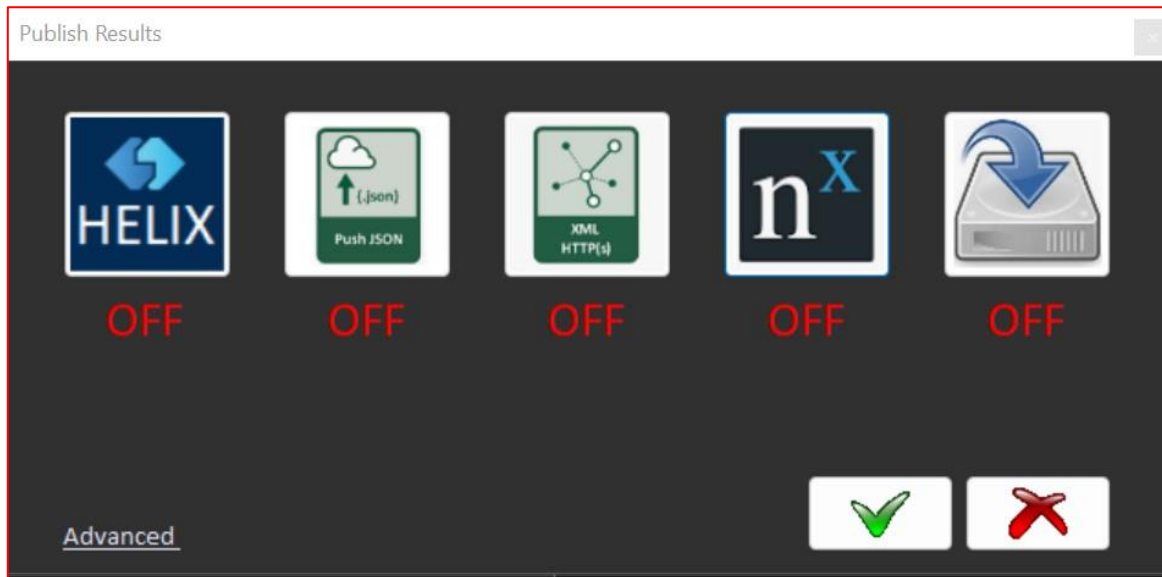 Publish Results
HELIX
(.json)
Push JSON
XML
HTTP(s)
n^X
OFF
OFF
OFF
OFF
OFF
Advanced